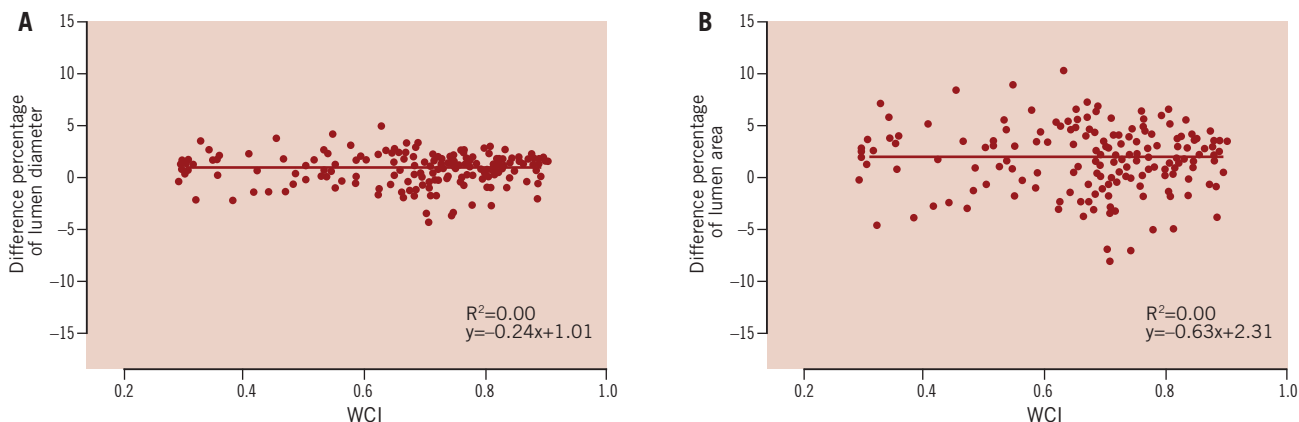 A
15
10
5
0
−5
−10
−15
Difference percentage
of lumen diameter
R²=0.00
y=−0.24x+1.01
0.2
0.4
0.6
0.8
1.0
WCI
B
15
10
5
0
−5
−10
−15
Difference percentage
of lumen area
R²=0.00
y=−0.63x+2.31
0.2
0.4
0.6
0.8
1.0
WCI